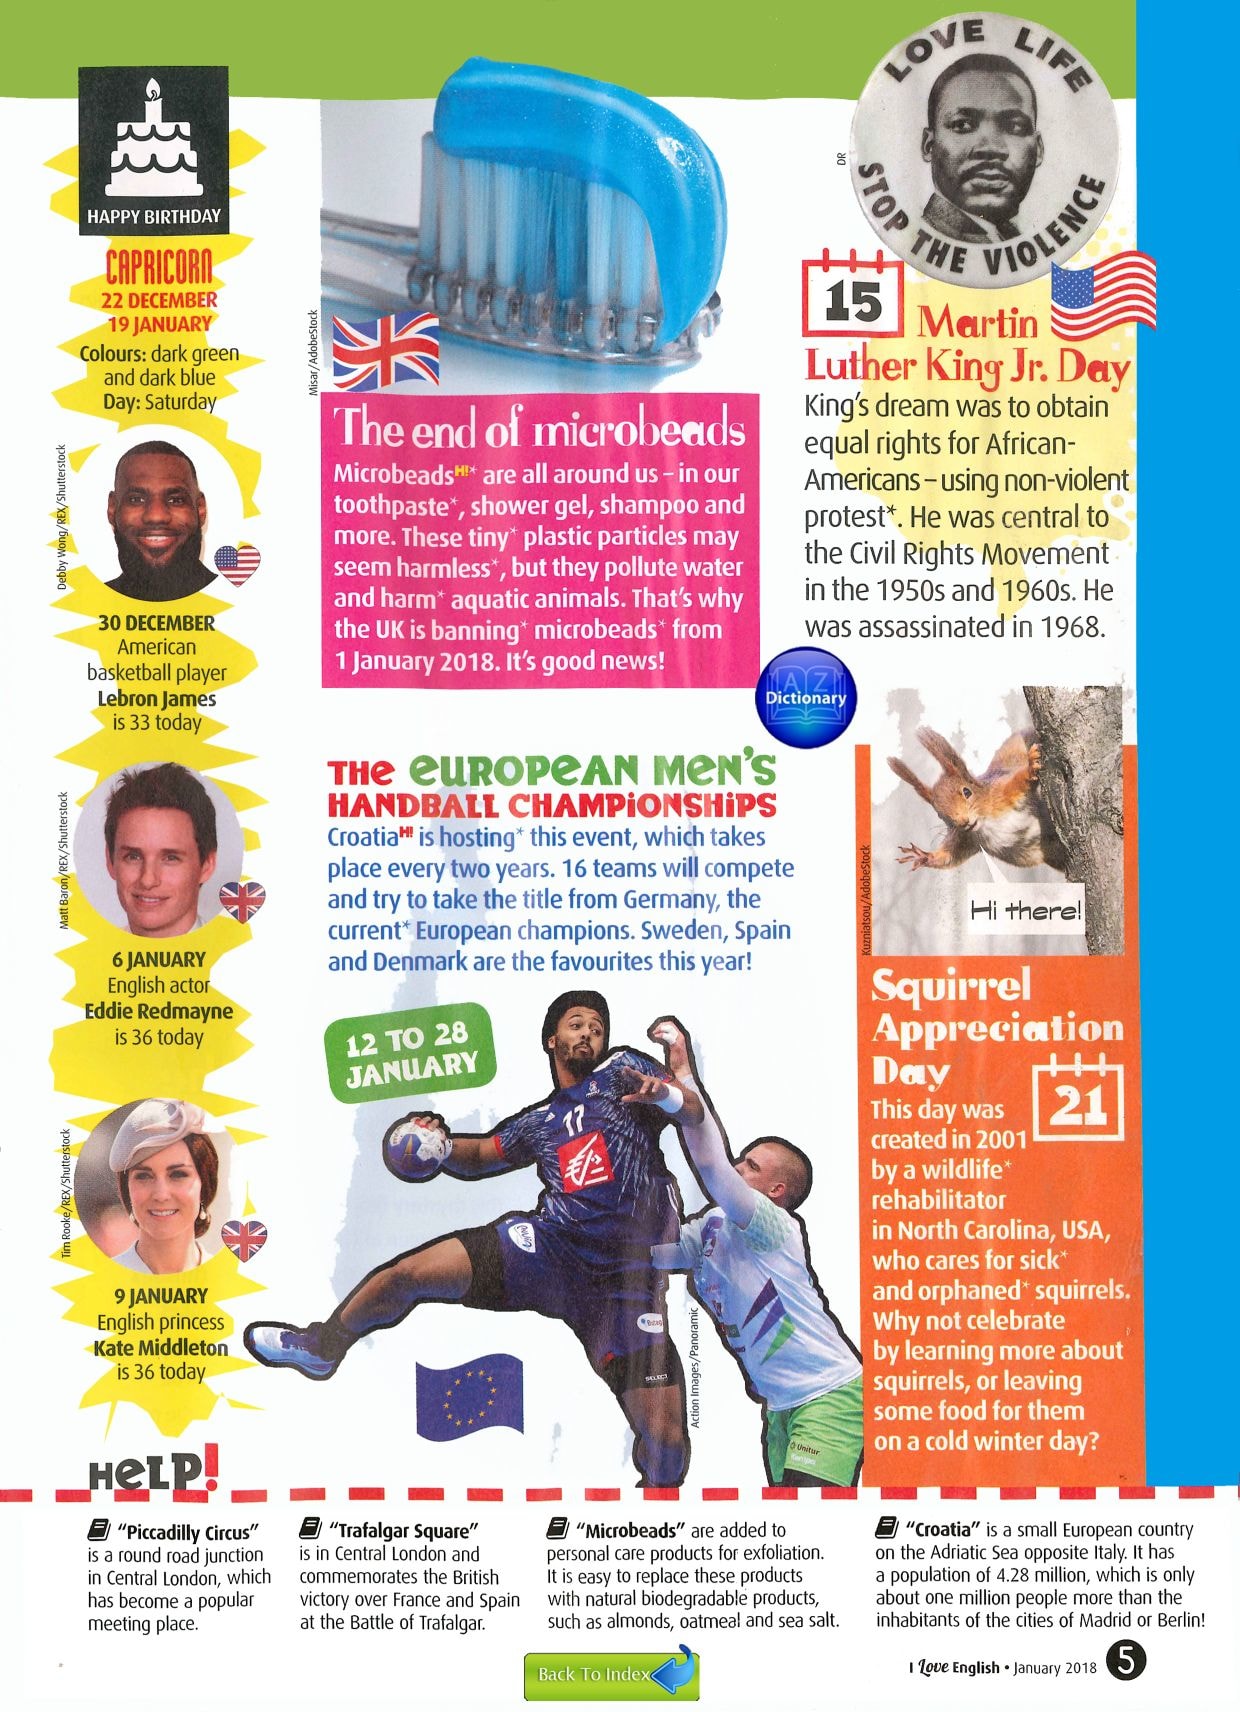 HAPPY BIRTHDAY
CAPRICORN
22 DECEMBER
19 JANUARY
Colours: dark green
and dark blue
Day: Saturday
Debby Wong/REX/Shutterstock
30 DECEMBER
American
basketball player
Lebron James
is 33 today
Matt Baron/REX/Shutterstock
6 JANUARY
English actor
Eddie Redmayne
is 36 today
Tim Rooke/REX/Shutterstock
9 JANUARY
English princess
Kate Middleton
is 36 today
Misar/AdobeStock
The end of microbeads
MicrobeadsH!* are all around us – in our
toothpaste*, shower gel, shampoo and
more. These tiny* plastic particles may
seem harmless*, but they pollute water
and harm* aquatic animals. That's why
the UK is banning* microbeads* from
1 January 2018. It's good news!
LOVE LIFE
STOP THE VIOLENCE
DR
15
Martin
Luther King Jr. Day
King's dream was to obtain
equal rights for African-
Americans – using non-violent
protest*. He was central to
the Civil Rights Movement
in the 1950s and 1960s. He
was assassinated in 1968.
A Z
Dictionary
THE EUROPEAN MEN'S
HANDBALL CHAMPIONSHIPS
CroatiaH! is hosting* this event, which takes
place every two years. 16 teams will compete
and try to take the title from Germany, the
current* European champions. Sweden, Spain
and Denmark are the favourites this year!
12 TO 28
JANUARY
17
SELECT
Unitur
Action Images/Panoramic
Kuzniatsou/AdobeStock
Hi there!
Squirrel
Appreciation
Day
21
This day was
created in 2001
by a wildlife*
rehabilitator
in North Carolina, USA,
who cares for sick*
and orphaned* squirrels.
Why not celebrate
by learning more about
squirrels, or leaving
some food for them
on a cold winter day?
HELP!
"Piccadilly Circus"
is a round road junction
in Central London, which
has become a popular
meeting place.
"Trafalgar Square"
is in Central London and
commemorates the British
victory over France and Spain
at the Battle of Trafalgar.
"Microbeads" are added to
personal care products for exfoliation.
It is easy to replace these products
with natural biodegradable products,
such as almonds, oatmeal and sea salt.
"Croatia" is a small European country
on the Adriatic Sea opposite Italy. It has
a population of 4.28 million, which is only
about one million people more than the
inhabitants of the cities of Madrid or Berlin!
Back To Index
I Love English • January 2018 5